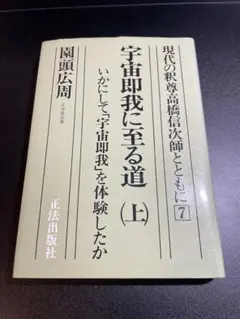 現代の釈尊高橋信次師とともに7
宇宙即我に至る道(上)
いかにして「宇宙即我」を体験したか
園頭広周
正法出版社